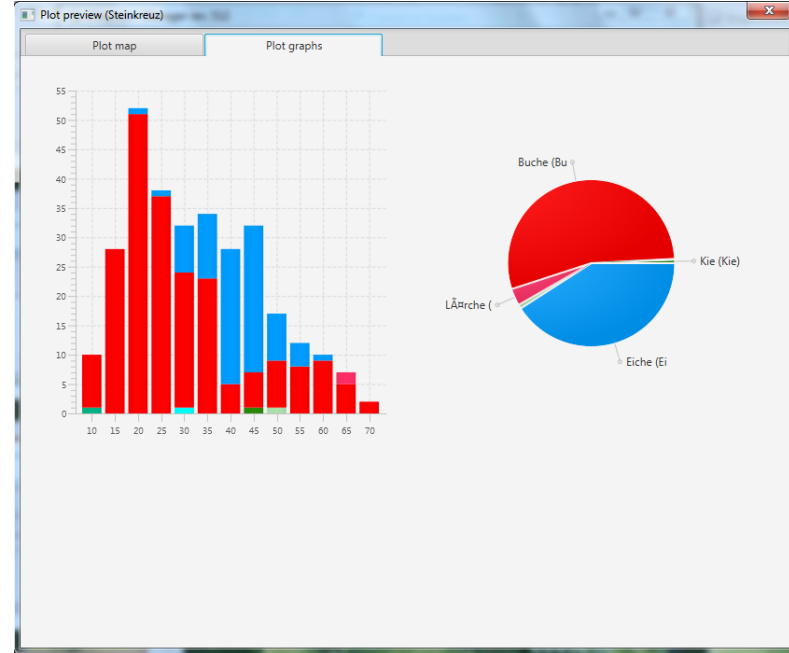 Plot preview (Steinkreuz)
x
Plot map
Plot graphs
55
50
45
40
35
30
25
20
15
10
5
0
10 15 20 25 30 35 40 45 50 55 60 65 70
Buche (Bu
Kie (Kie)
LÃ¤rche (
Eiche (Ei